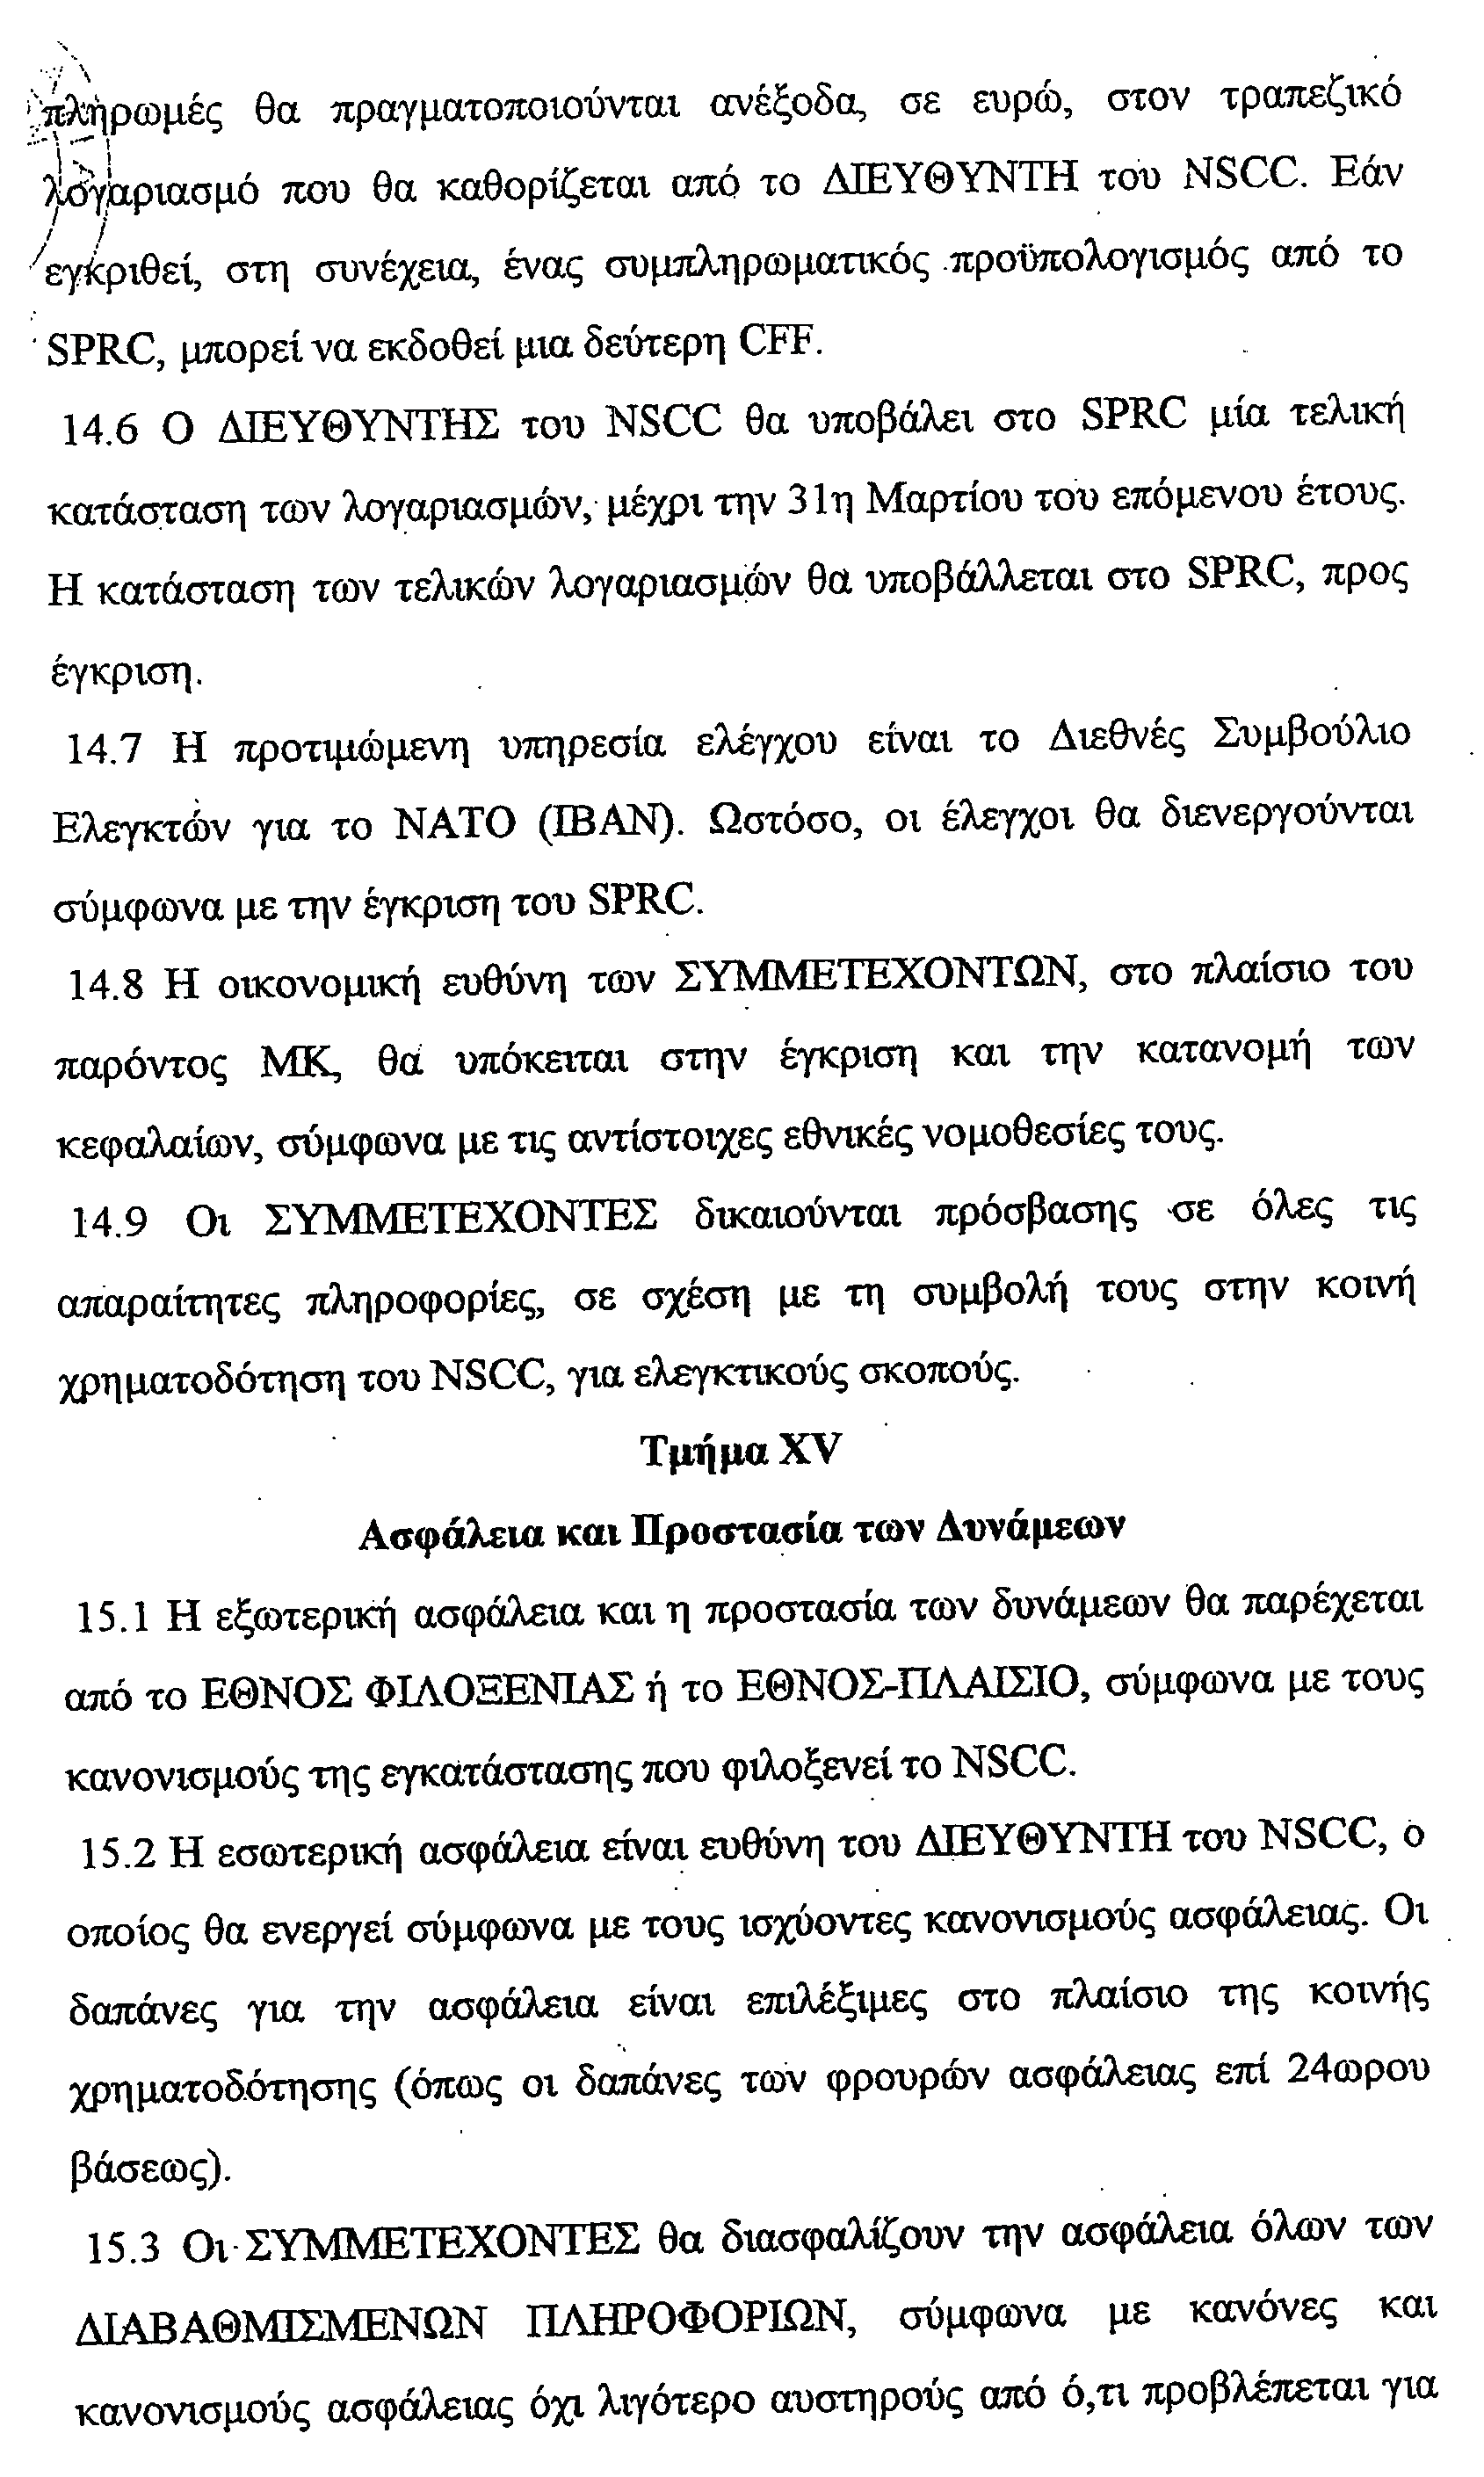 πληρωμές θα πραγματοποιούνται ανέξοδα, σε ευρώ, στον τραπεζικό
λογαριασμό που θα καθορίζεται από το ΔΙΕΥΘΥΝΤΗ του NSCC. Εάν
εγκριθεί, στη συνέχεια, ένας συμπληρωματικός προϋπολογισμός από το
SPRC, μπορεί να εκδοθεί μια δεύτερη CFF.
14.6 Ο ΔΙΕΥΘΥΝΤΗΣ του NSCC θα υποβάλει στο SPRC μία τελική
κατάσταση των λογαριασμών, μέχρι την 31η Μαρτίου του επόμενου έτους.
Η κατάσταση των τελικών λογαριασμών θα υποβάλλεται στο SPRC, προς
έγκριση.
14.7 Η προτιμώμενη υπηρεσία ελέγχου είναι το Διεθνές Συμβούλιο
Ελεγκτών για το ΝΑΤΟ (IBAN). Ωστόσο, οι έλεγχοι θα διενεργούνται
σύμφωνα με την έγκριση του SPRC.
14.8 Η οικονομική ευθύνη των ΣΥΜΜΕΤΕΧΟΝΤΩΝ, στο πλαίσιο του
παρόντος ΜΚ, θα υπόκειται στην έγκριση και την κατανομή των
κεφαλαίων, σύμφωνα με τις αντίστοιχες εθνικές νομοθεσίες τους.
14.9 Οι ΣΥΜΜΕΤΕΧΟΝΤΕΣ δικαιούνται πρόσβασης σε όλες τις
απαραίτητες πληροφορίες, σε σχέση με τη συμβολή τους στην κοινή
χρηματοδότηση του NSCC, για ελεγκτικούς σκοπούς.
Τμήμα XV
Ασφάλεια και Προστασία των Δυνάμεων
15.1 Η εξωτερική ασφάλεια και η προστασία των δυνάμεων θα παρέχεται
από το ΕΘΝΟΣ ΦΙΛΟΞΕΝΙΑΣ ή το ΕΘΝΟΣ-ΠΛΑΙΣΙΟ, σύμφωνα με τους
κανονισμούς της εγκατάστασης που φιλοξενεί το NSCC.
15.2 Η εσωτερική ασφάλεια είναι ευθύνη του ΔΙΕΥΘΥΝΤΗ του NSCC, ο
οποίος θα ενεργεί σύμφωνα με τους ισχύοντες κανονισμούς ασφάλειας. Οι
δαπάνες για την ασφάλεια είναι επιλέξιμες στο πλαίσιο της κοινής
χρηματοδότησης (όπως οι δαπάνες των φρουρών ασφάλειας επί 24ωρου
βάσεως).
15.3 Οι ΣΥΜΜΕΤΕΧΟΝΤΕΣ θα διασφαλίζουν την ασφάλεια όλων των
ΔΙΑΒΑΘΜΙΣΜΕΝΩΝ ΠΛΗΡΟΦΟΡΙΩΝ, σύμφωνα με κανόνες και
κανονισμούς ασφάλειας όχι λιγότερο αυστηρούς από ό,τι προβλέπεται για